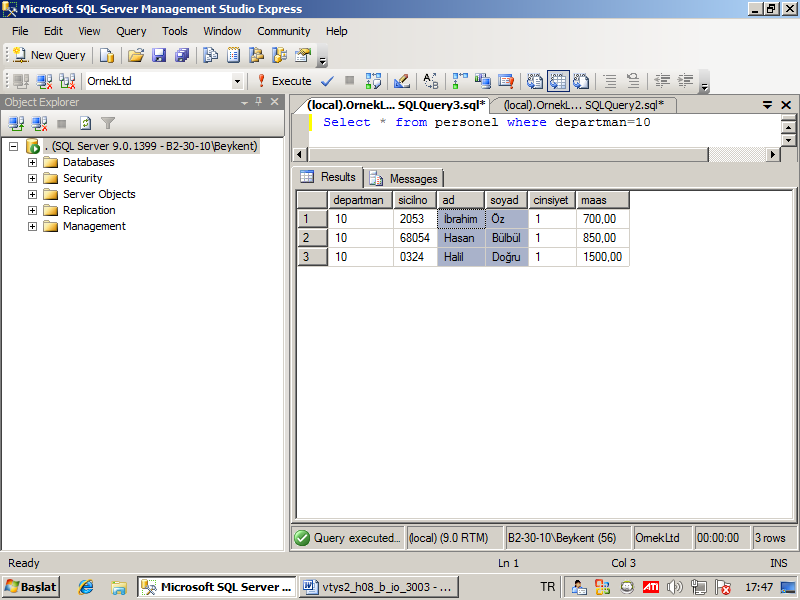 Microsoft SQL Server Management Studio Express
File Edit View Query Tools Window Community Help
New Query
OrnekLtd Execute
Object Explorer
. (SQL Server 9.0.1399 - B2-30-10\Beykent)
Databases
Security
Server Objects
Replication
Management
(local).OrnekL... SQLQuery3.sql* (local).OrnekL... SQLQuery2.sql*
Select * from personel where departman=10
Results Messages
departman sicilno ad soyad cinsiyet maas
1 10 2053 İbrahim Öz 1 700,00
2 10 68054 Hasan Bülbül 1 850,00
3 10 0324 Halil Doğru 1 1500,00
Query executed... (local) (9.0 RTM) B2-30-10\Beykent (56) OrnekLtd 00:00:00 3 rows
Ready Ln 1 Col 3 INS
Başlat Microsoft SQL Server ... vtys2_h08_b_io_3003 - ... TR ATI 17:47